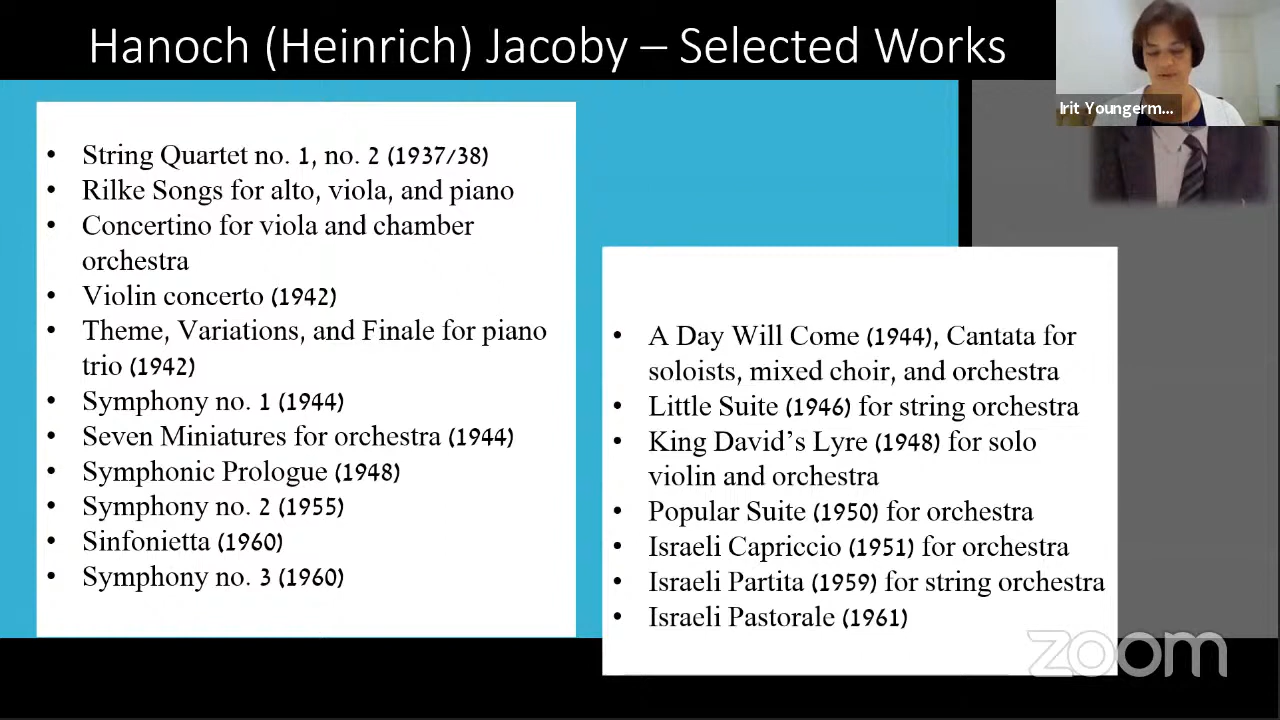 Hanoch (Heinrich) Jacoby – Selected Works
Irit Youngerm...
• String Quartet no. 1, no. 2 (1937/38)
• Rilke Songs for alto, viola, and piano
• Concertino for viola and chamber
orchestra
• Violin concerto (1942)
• Theme, Variations, and Finale for piano
trio (1942)
• Symphony no. 1 (1944)
• Seven Miniatures for orchestra (1944)
• Symphonic Prologue (1948)
• Symphony no. 2 (1955)
• Sinfonietta (1960)
• Symphony no. 3 (1960)
• A Day Will Come (1944), Cantata for
soloists, mixed choir, and orchestra
• Little Suite (1946) for string orchestra
• King David’s Lyre (1948) for solo
violin and orchestra
• Popular Suite (1950) for orchestra
• Israeli Capriccio (1951) for orchestra
• Israeli Partita (1959) for string orchestra
• Israeli Pastorale (1961)
zoom